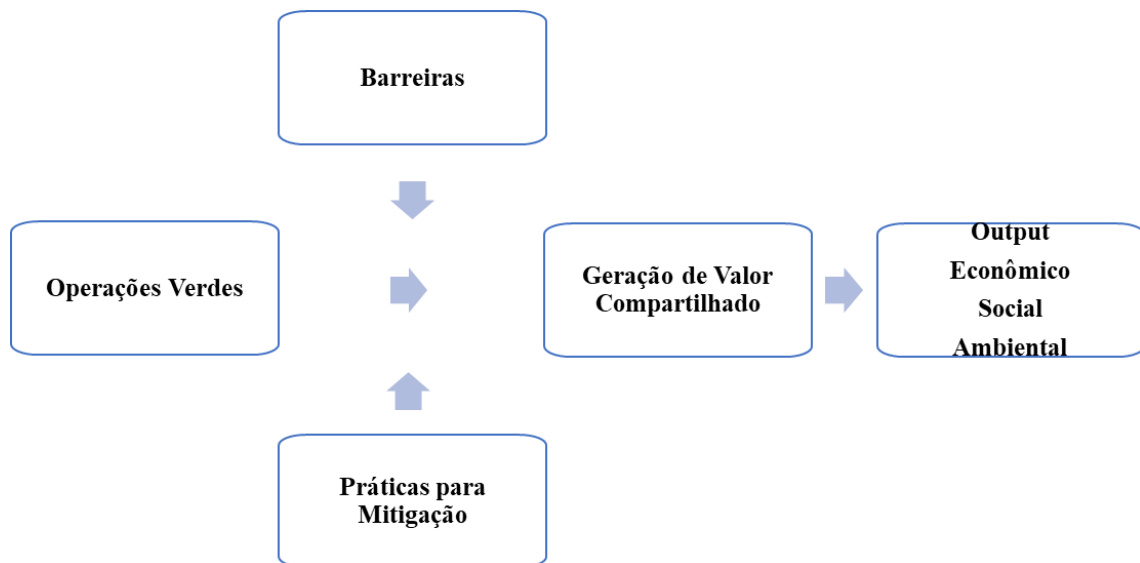 Barreiras
Operações Verdes
Geração de Valor
Compartilhado
Output
Econômico
Social
Ambiental
Práticas para
Mitigação